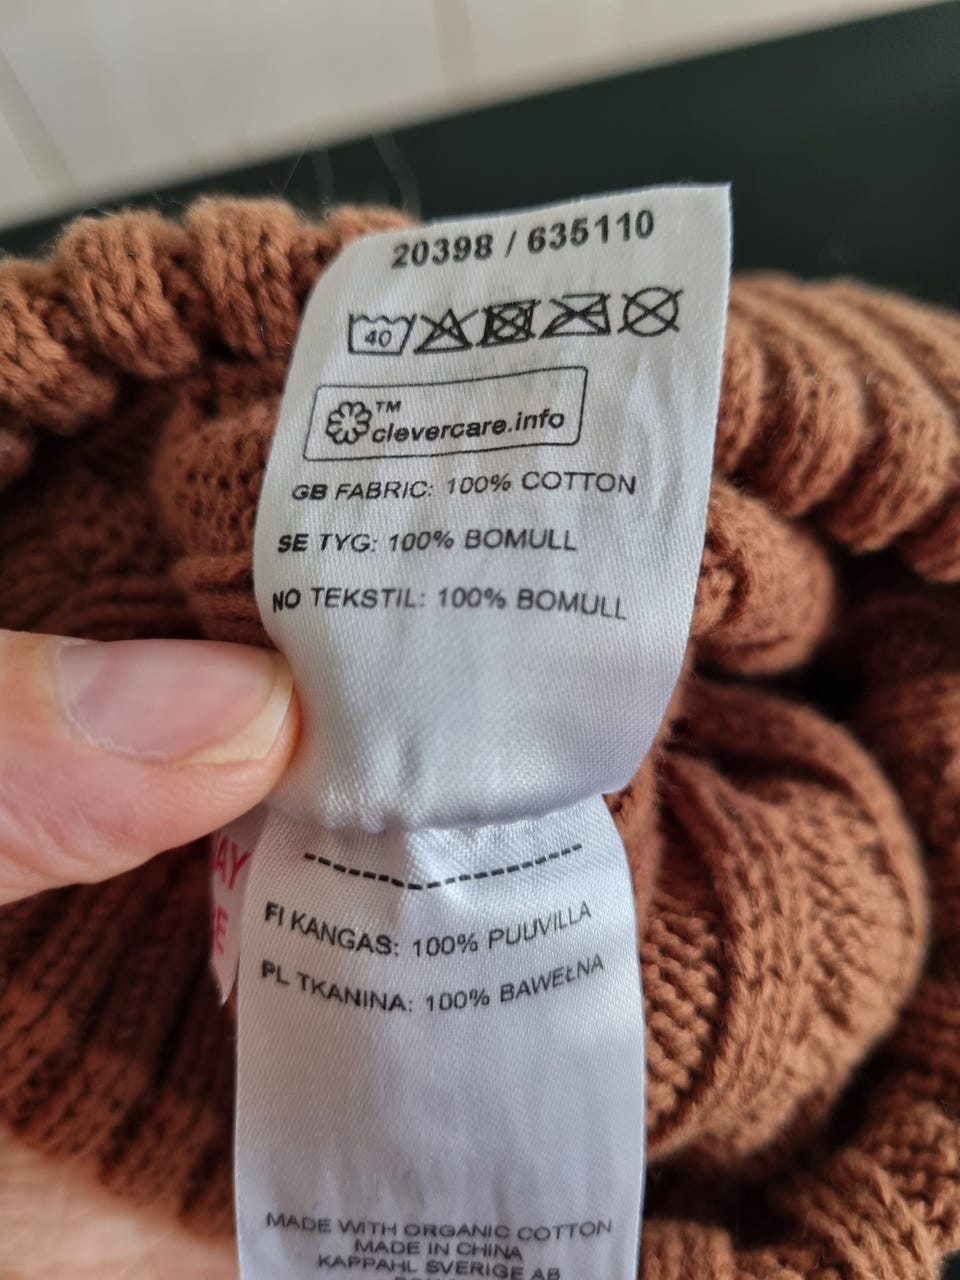 20398 / 635110
40
TM
clevercare.info
GB FABRIC: 100% COTTON
SE TYG: 100% BOMULL
NO TEKSTIL: 100% BOMULL
FI KANGAS: 100% PUUVILLA
PL TKANINA: 100% BAWEŁNA
MADE WITH ORGANIC COTTON
MADE IN CHINA
KAPPAHL SVERIGE AB